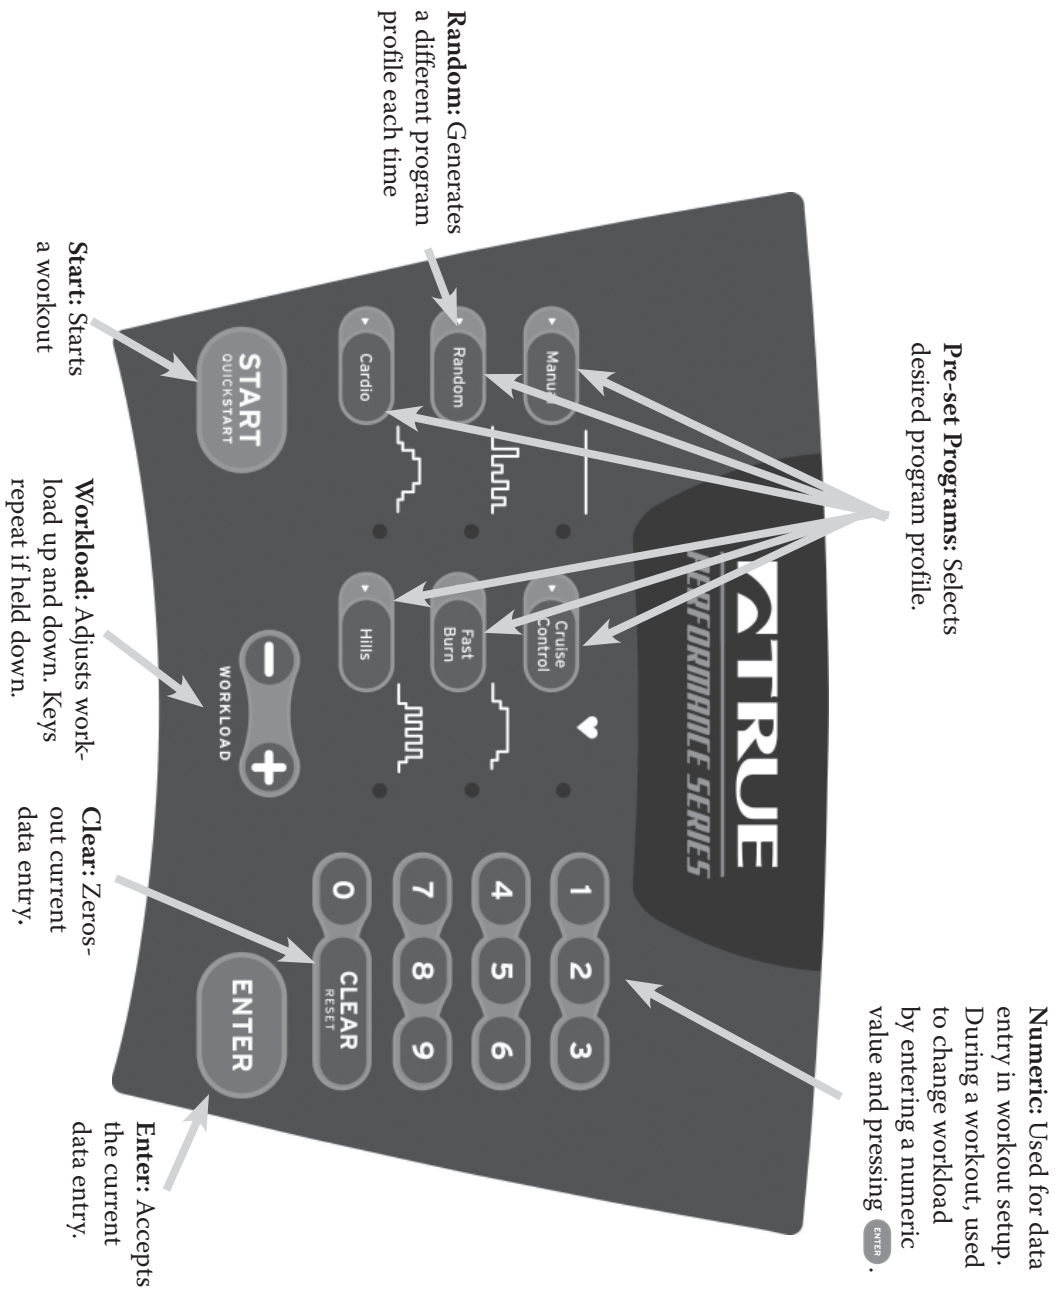 Pre-set Programs: Selects
desired program profile.
Numeric: Used for data
entry in workout setup.
During a workout, used
to change workload
by entering a numeric
value and pressing ENTER .
Random: Generates
a different program
profile each time
TRUE
PERFORMANCE SERIES
Manual
Cruise
Control
1 2 3
Random
Fast
Burn
4 5 6
Cardio
Hills
7 8 9
0 CLEAR
RESET
START
QUICKSTART
WORKLOAD
ENTER
Start: Starts
a workout
Workload: Adjusts work-
load up and down. Keys
repeat if held down.
Clear: Zeros-
out current
data entry.
Enter: Accepts
the current
data entry.